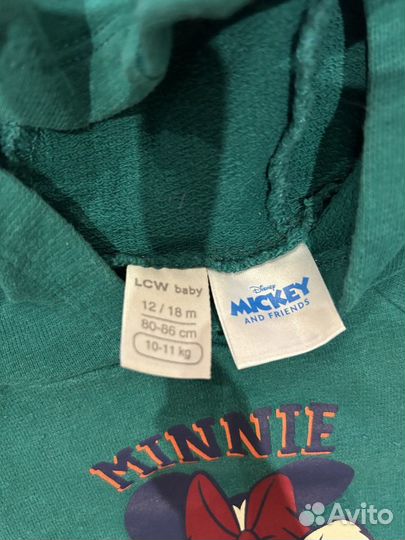 LCW baby
12 / 18 m
80-86 cm
10-11 kg
Disney
MICKEY
AND FRIENDS
MINNIE
Avito